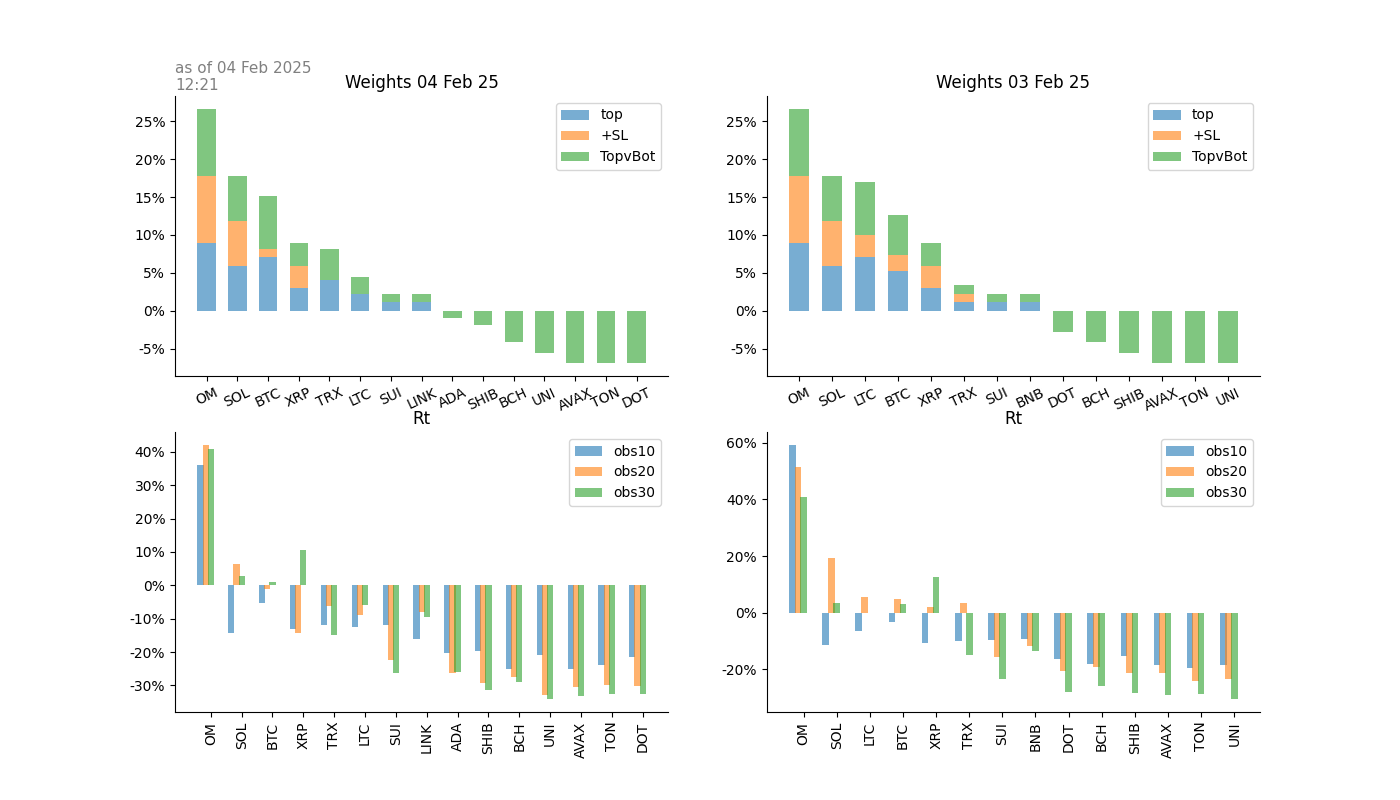 as of 04 Feb 2025
12:21
Weights 04 Feb 25
25%
20%
15%
10%
5%
0%
-5%
top
+SL
TopvBot
OM SOL BTC XRP TRX LTC SUI LINK ADA SHIB BCH UNI AVAX TON DOT
Weights 03 Feb 25
25%
20%
15%
10%
5%
0%
-5%
top
+SL
TopvBot
OM SOL LTC BTC XRP TRX SUI BNB DOT BCH SHIB AVAX TON UNI
Rt
40%
30%
20%
10%
0%
-10%
-20%
-30%
obs10
obs20
obs30
OM SOL BTC XRP TRX LTC SUI LINK ADA SHIB BCH UNI AVAX TON DOT
Rt
60%
40%
20%
0%
-20%
obs10
obs20
obs30
OM SOL LTC BTC XRP TRX SUI BNB DOT BCH SHIB AVAX TON UNI